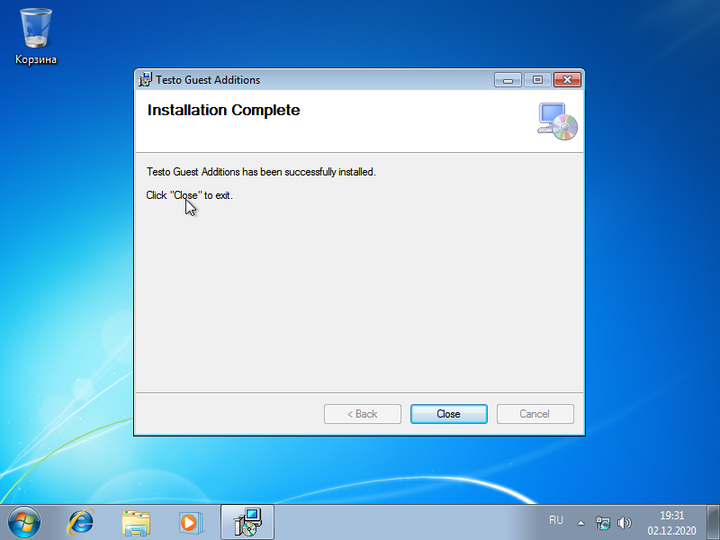 Корзина
Testo Guest Additions
Installation Complete
Testo Guest Additions has been successfully installed.
Click "Close" to exit.
< Back
Close
Cancel
RU
19:31
02.12.2020